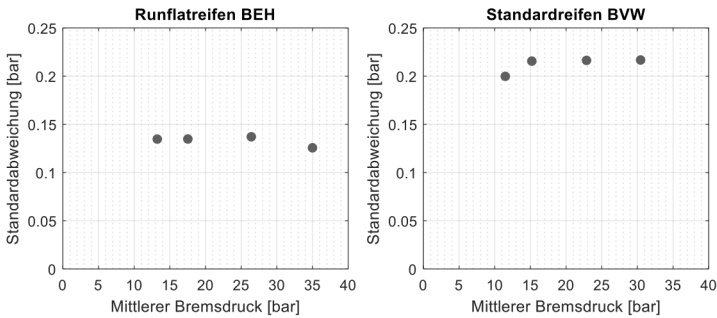 Runflatreifen BEH
Standardabweichung [bar]
0.25
0.2
0.15
0.1
0.05
0
0 5 10 15 20 25 30 35 40
Mittlerer Bremsdruck [bar]
Standardreifen BVW
Standardabweichung [bar]
0.25
0.2
0.15
0.1
0.05
0
0 5 10 15 20 25 30 35 40
Mittlerer Bremsdruck [bar]